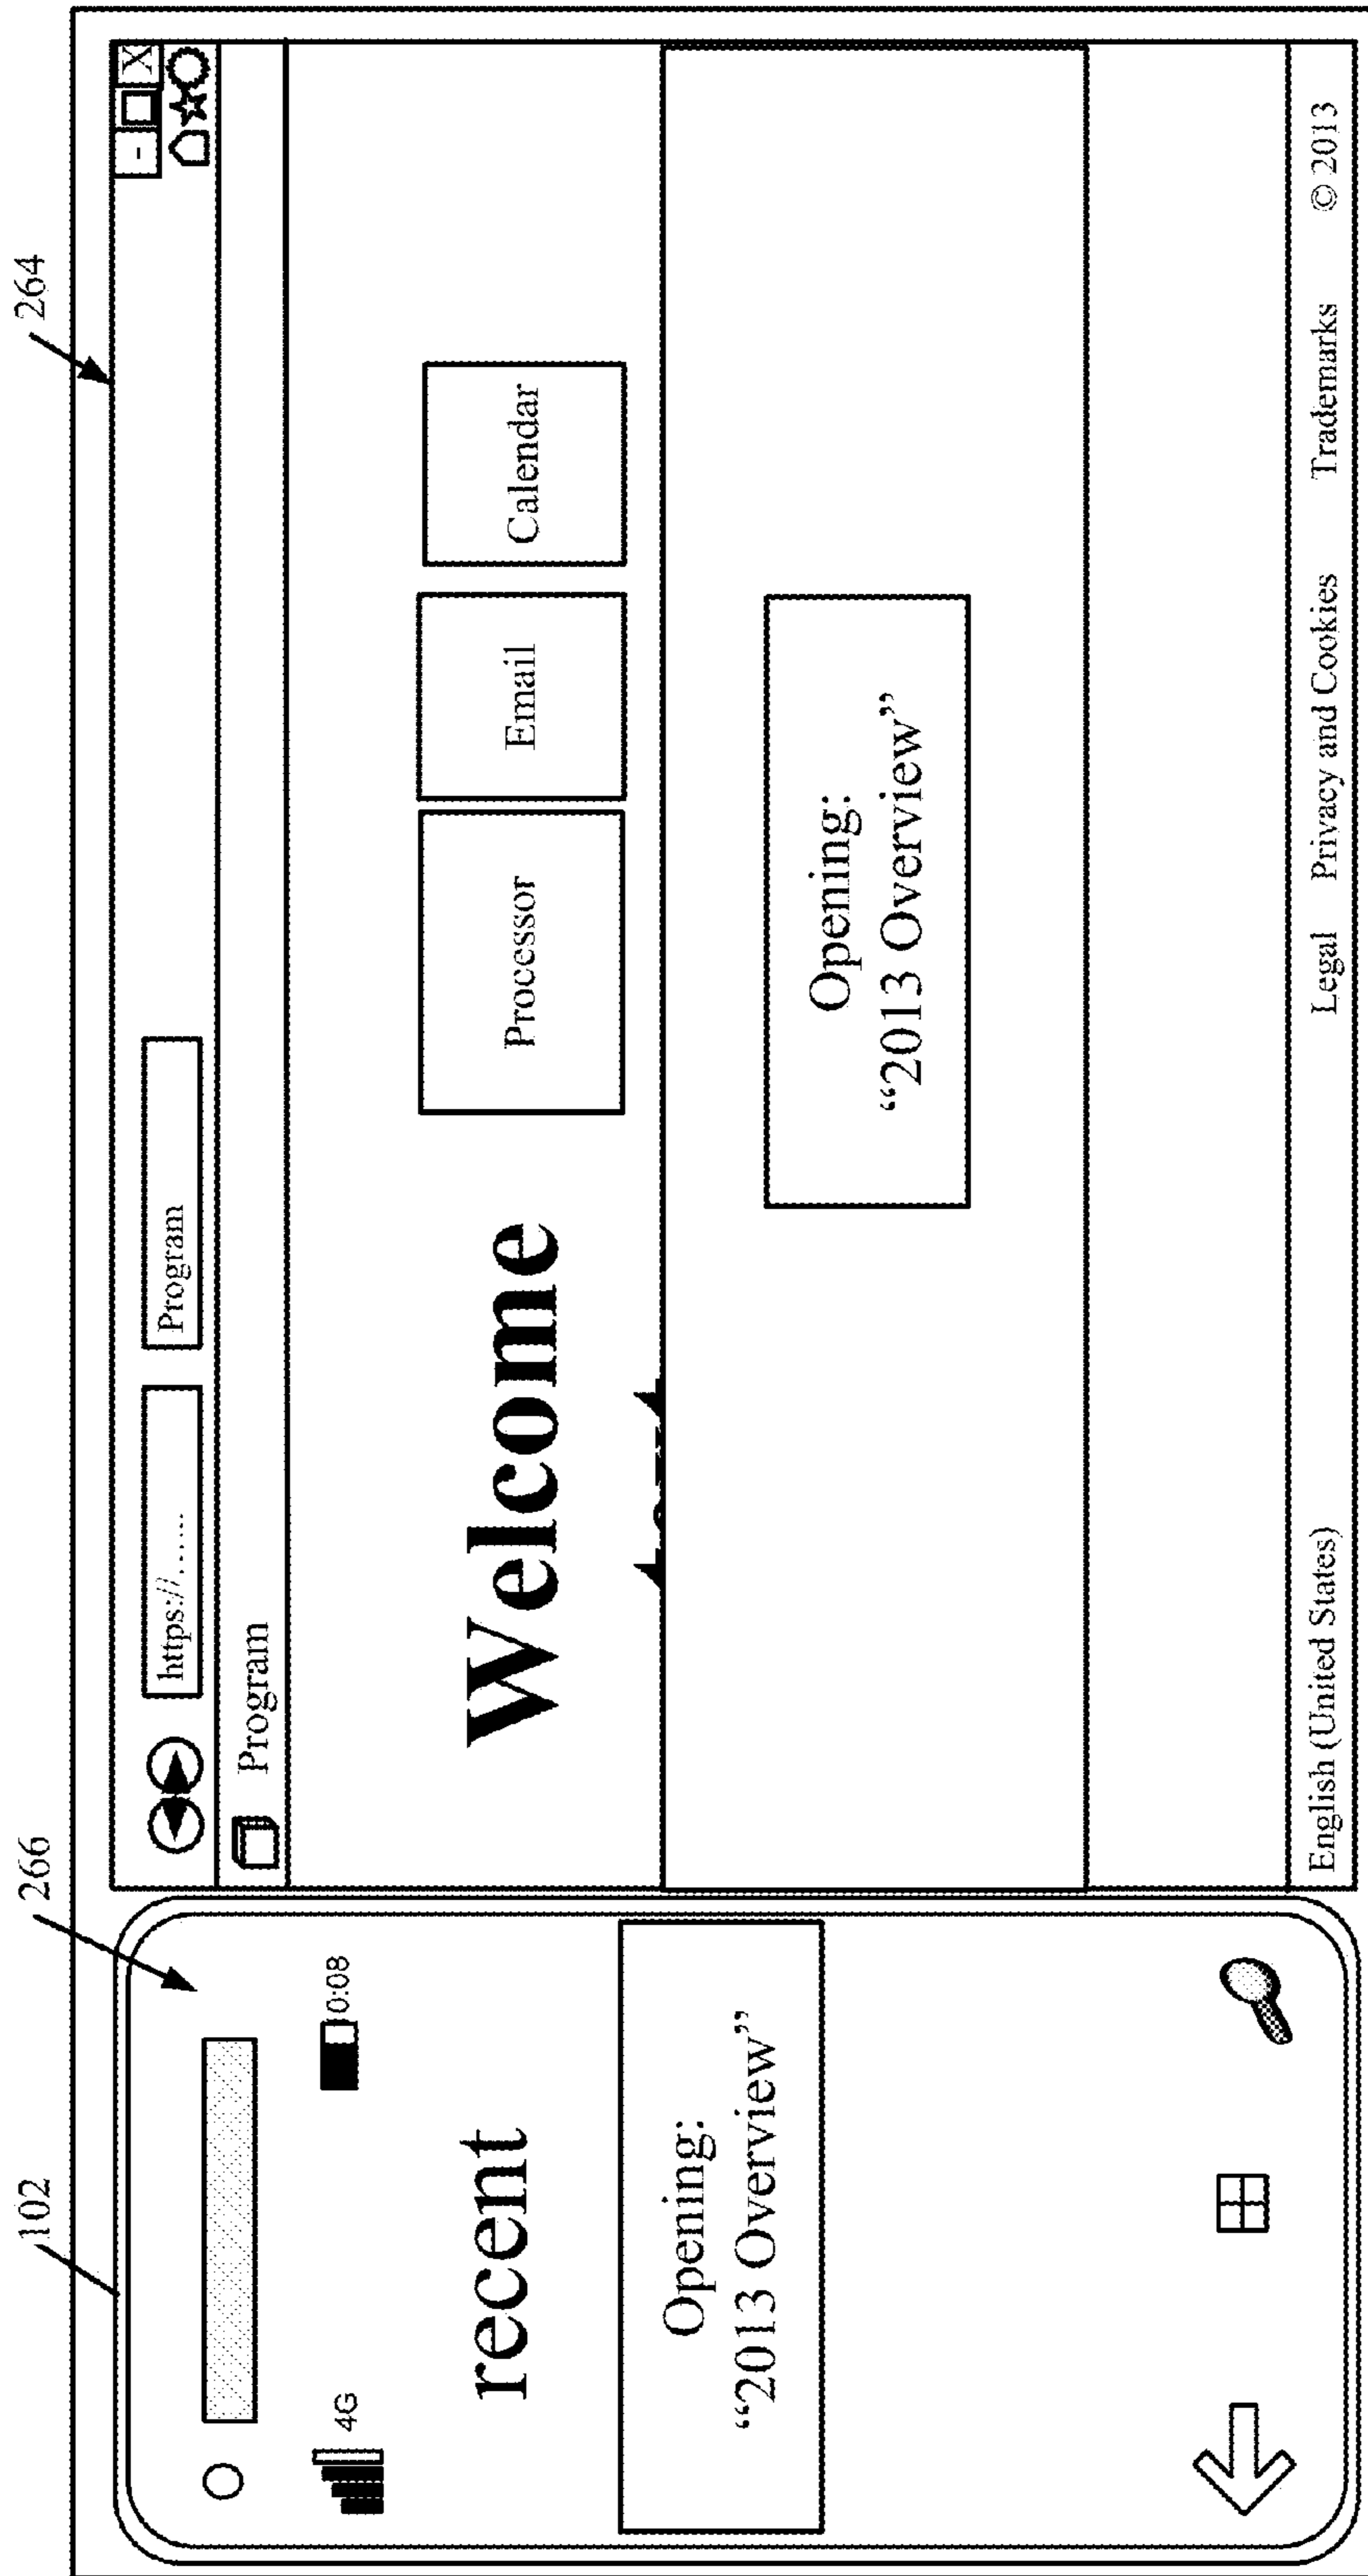 102
266
264
4G
10:08
recent
Opening:
“2013 Overview”
https://......
Program
- X
Program
Welcome
Processor
Email
Calendar
Opening:
“2013 Overview”
English (United States)
Legal
Privacy and Cookies
Trademarks
© 2013